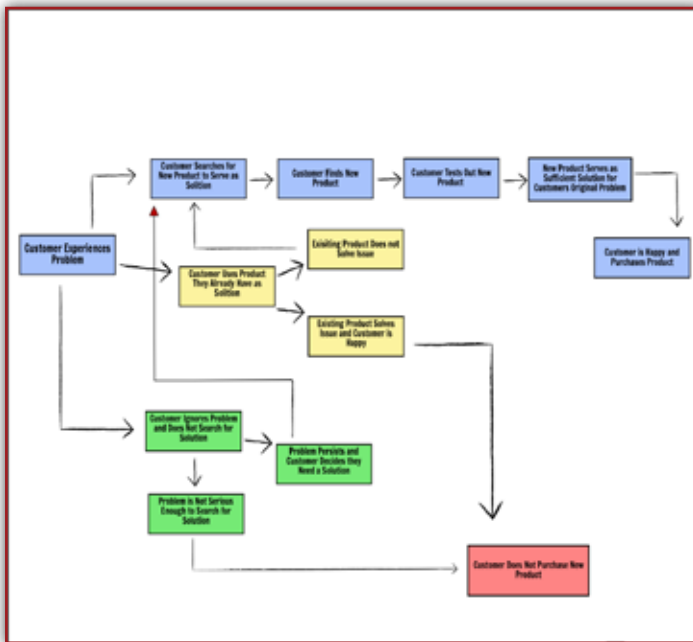 Customer Searches for
New Product to Serve as
Solition
Customer Finds New
Product
Customer Tests Out New
Product
New Product Serves as
Sufficient Solution for
Customers Original Problem
Customer Experiences
Problem
Customer Uses Product
They Already Have as
Solition
Exisiting Product Does not
Solve Issue
Customer is Happy and
Purchases Product
Existing Product Solves
Issue and Customer is
Happy
Customer Ignores Problem
and Does Not Search for
Solution
Problem Persists and
Customer Decides they
Need a Solution
Problem is Not Serious
Enough to Search for
Solution
Customer Does Not Purchase New
Product